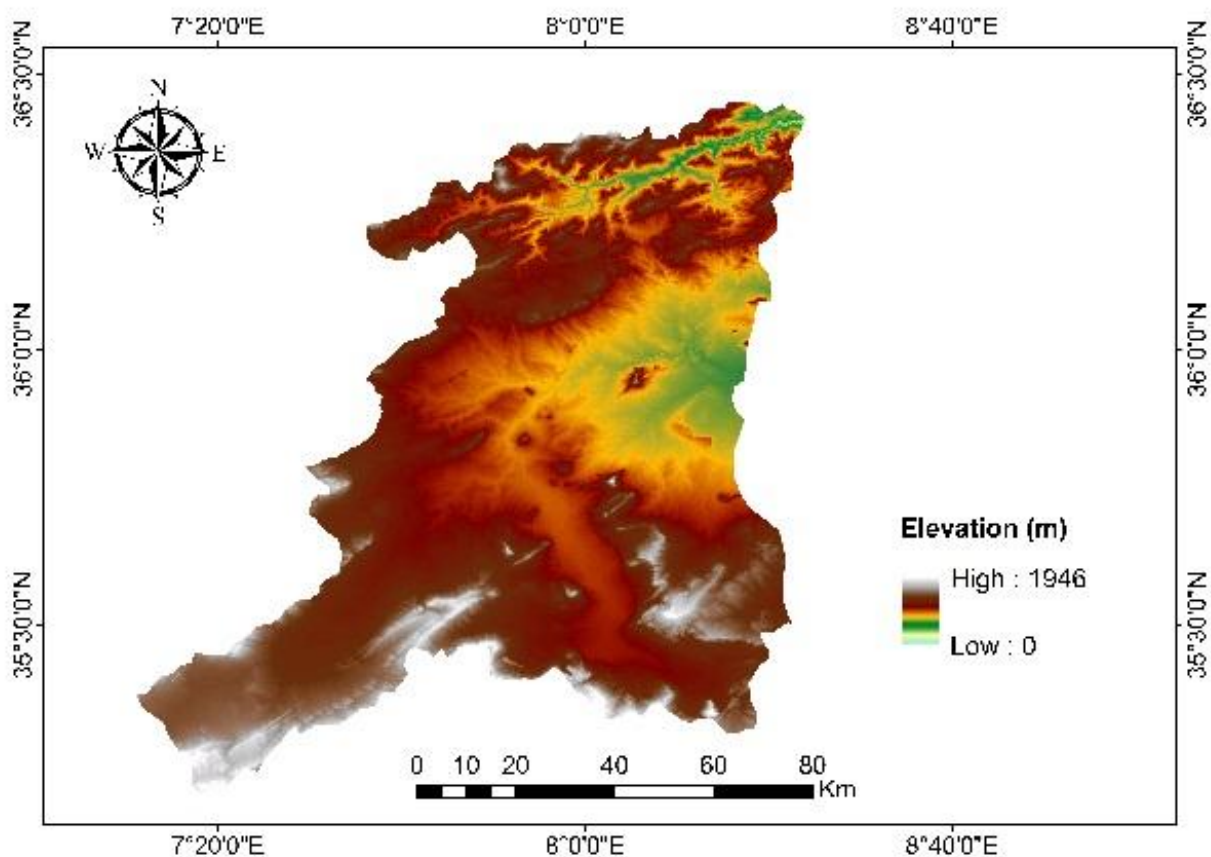 7°20'0"E 8°0'0"E 8°40'0"E
36°30'0"N 36°30'0"N
N
W E
S
36°0'0"N 36°0'0"N
Elevation (m)
High : 1946
Low : 0
35°30'0"N 35°30'0"N
0 10 20 40 60 80
Km
7°20'0"E 8°0'0"E 8°40'0"E